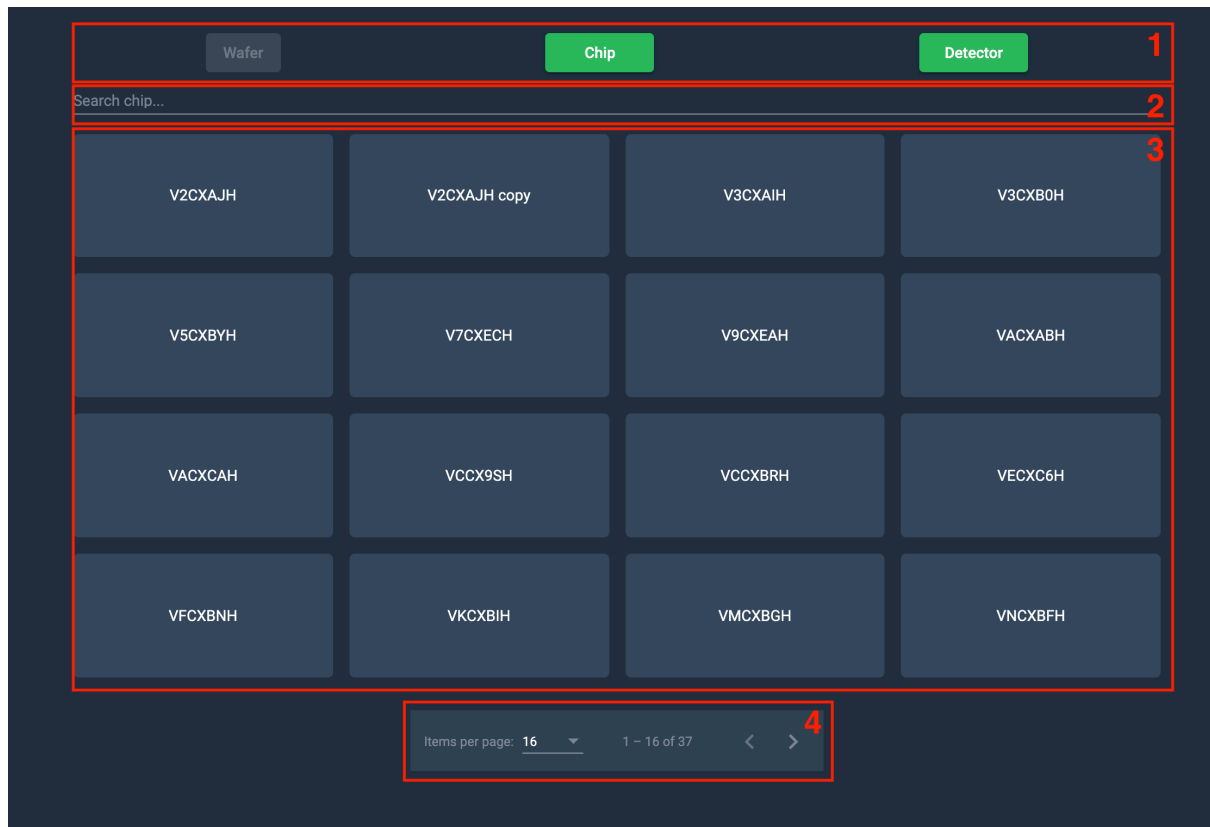 Wafer Chip Detector 1
Search chip... 2
3
V2CXAJH V2CXAJH copy V3CXAIH V3CXB0H
V5CXBYH V7CXECH V9CXEAH VACXABH
VACXCAH VCCX9SH VCCXBRH VECXC6H
VFCXBNH VKCXBIH VMCXBGH VNCXBFH
4
Items per page: 16 1 – 16 of 37